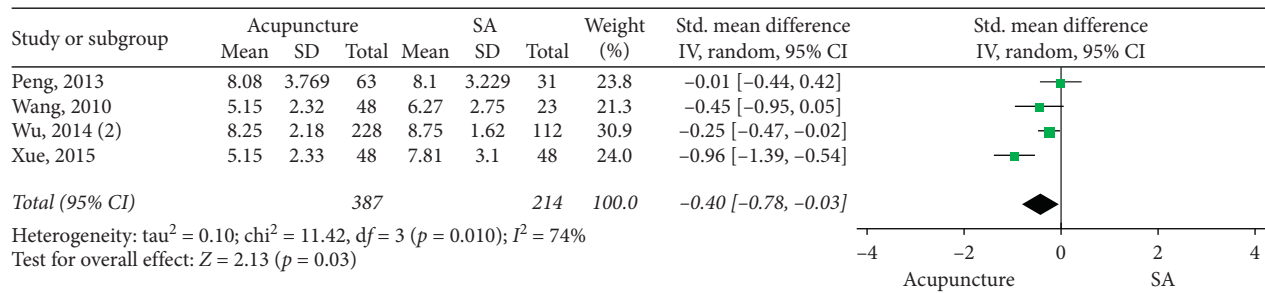 Study or subgroup Acupuncture SA Weight (%) Std. mean difference IV, random, 95% CI Std. mean difference IV, random, 95% CI
Mean SD Total Mean SD Total
Peng, 2013 8.08 3.769 63 8.1 3.229 31 23.8 –0.01 [–0.44, 0.42]
Wang, 2010 5.15 2.32 48 6.27 2.75 23 21.3 –0.45 [–0.95, 0.05]
Wu, 2014 (2) 8.25 2.18 228 8.75 1.62 112 30.9 –0.25 [–0.47, –0.02]
Xue, 2015 5.15 2.33 48 7.81 3.1 48 24.0 –0.96 [–1.39, –0.54]
Total (95% CI) 387 214 100.0 –0.40 [–0.78, –0.03]
Heterogeneity: tau² = 0.10; chi² = 11.42, df = 3 (p = 0.010); I² = 74%
Test for overall effect: Z = 2.13 (p = 0.03)
–4 –2 0 2 4
Acupuncture SA